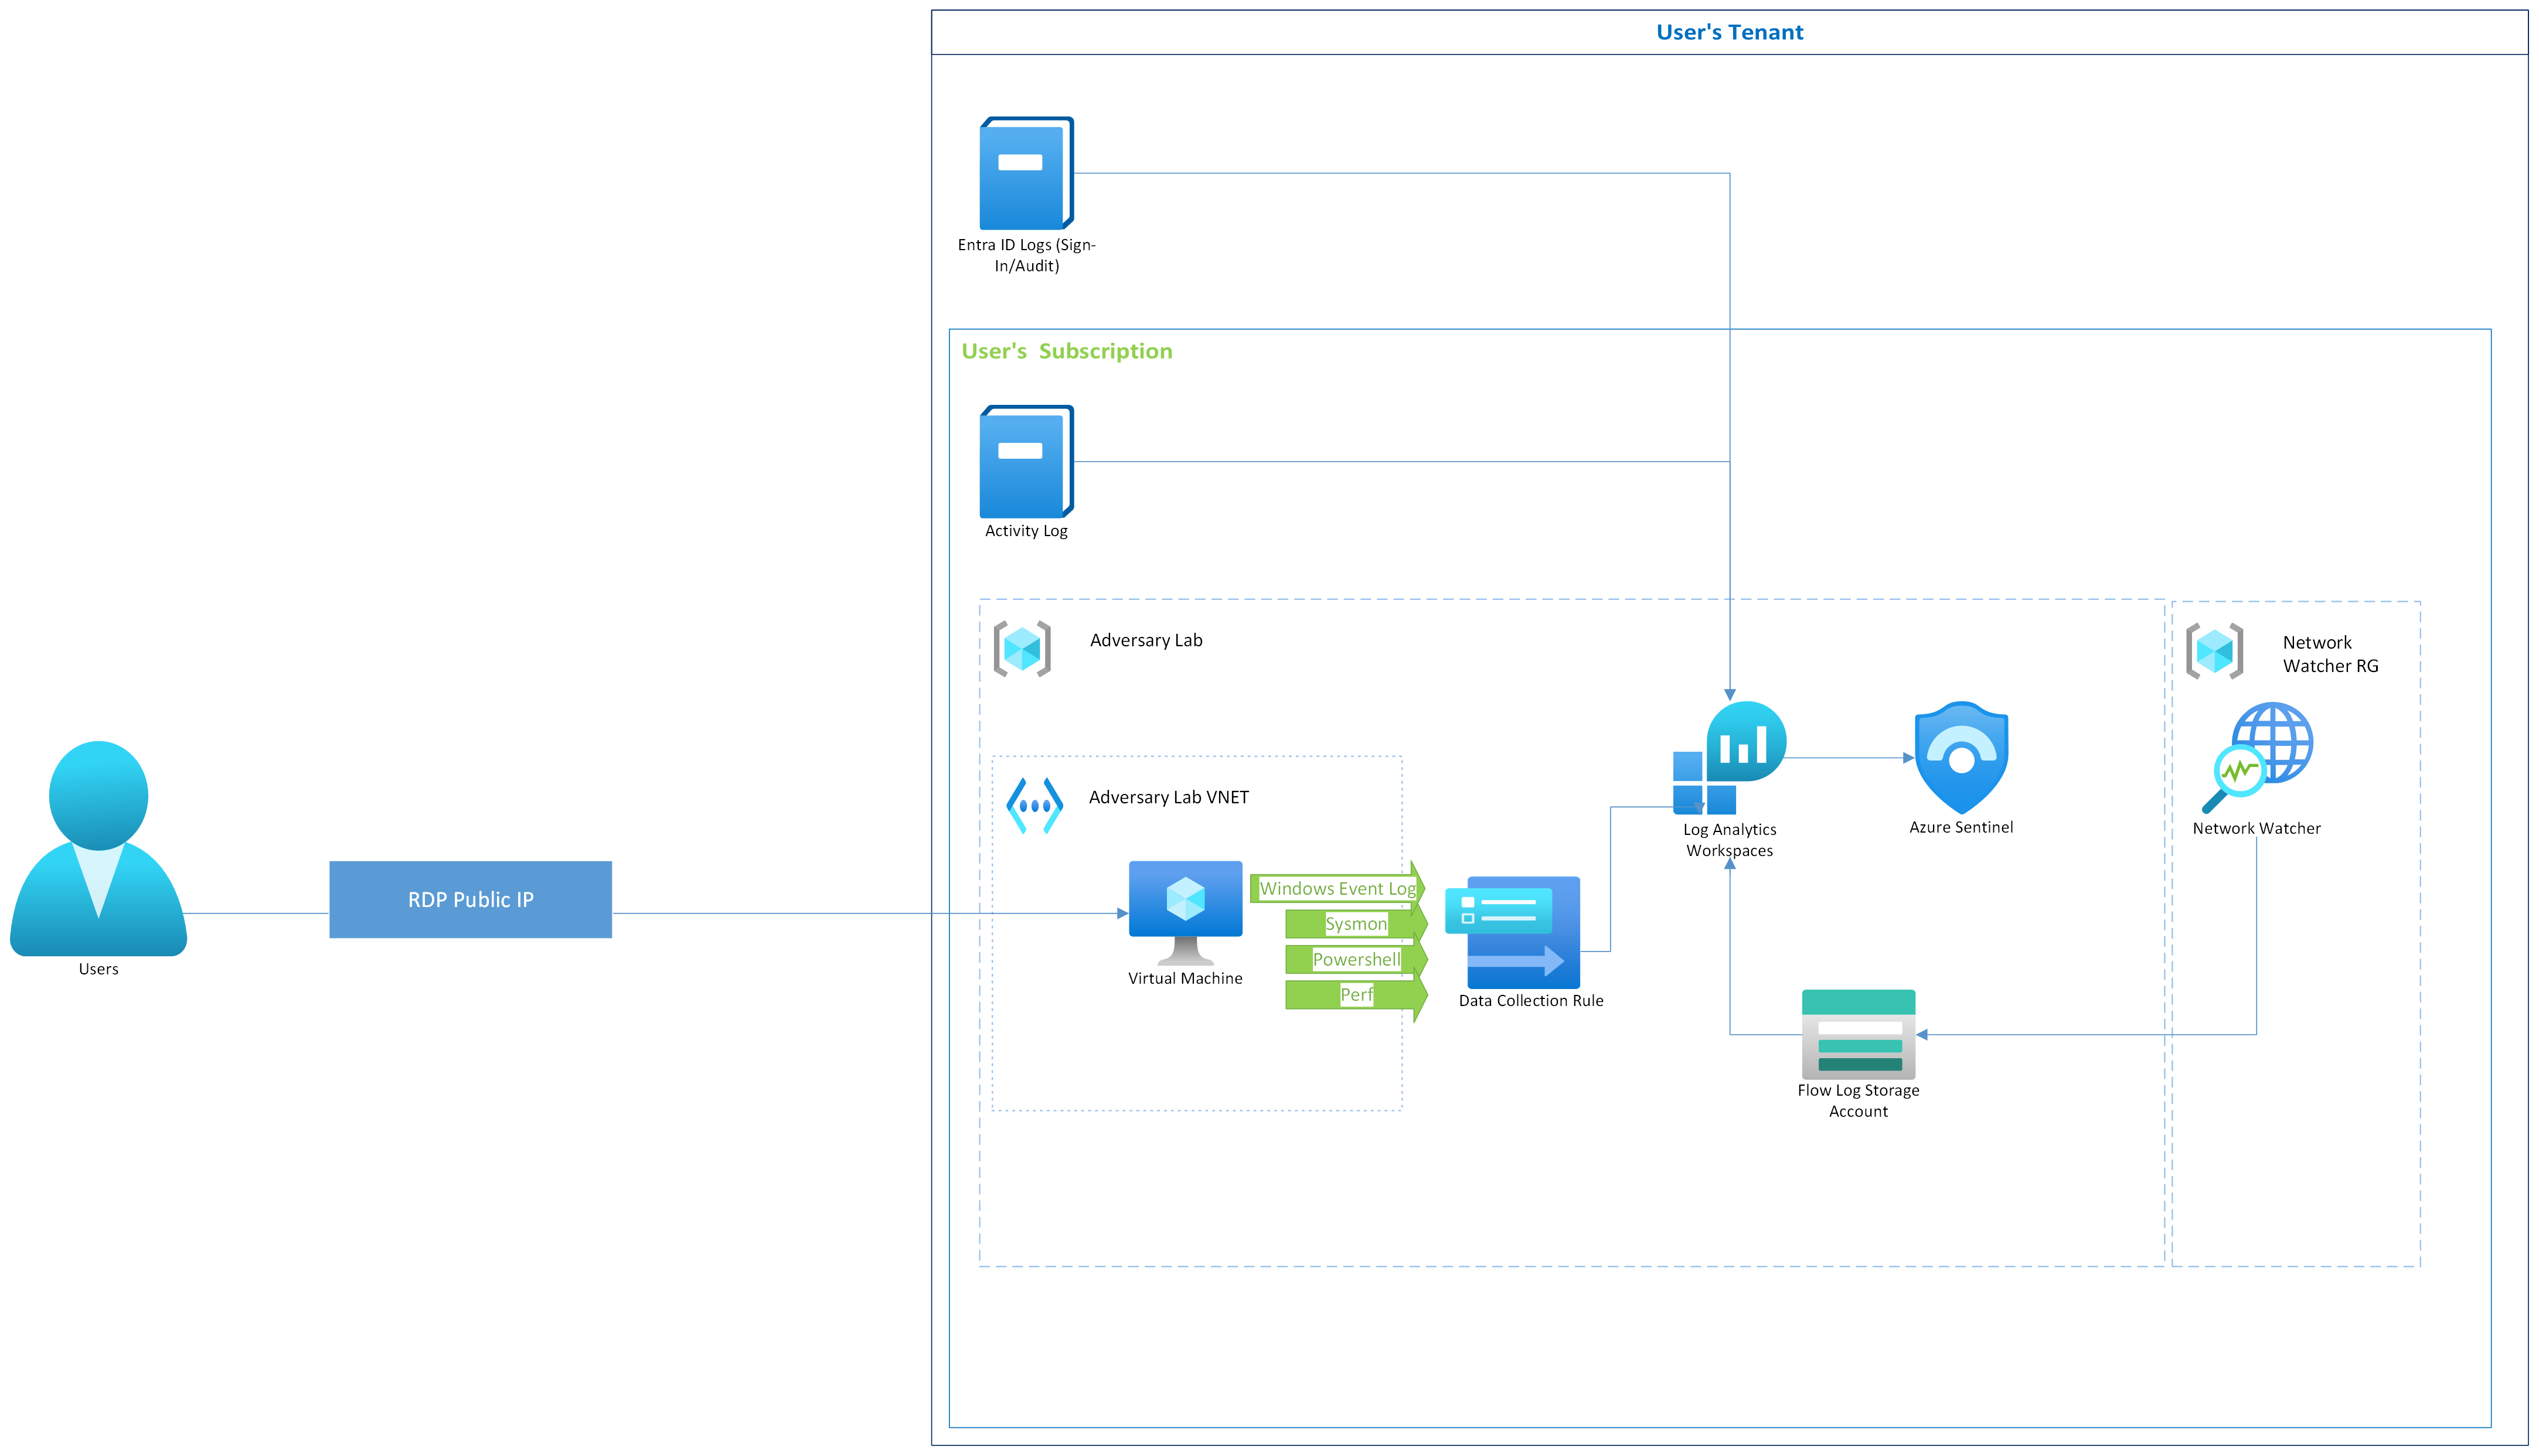 User's Tenant
Entra ID Logs (Sign-
In/Audit)
User's  Subscription
Activity Log
Adversary Lab
Network
Watcher RG
Adversary Lab VNET
Log Analytics
Workspaces
Azure Sentinel
Network Watcher
RDP Public IP
Users
Virtual Machine
Windows Event Log
Sysmon
Powershell
Perf
Data Collection Rule
Flow Log Storage
Account